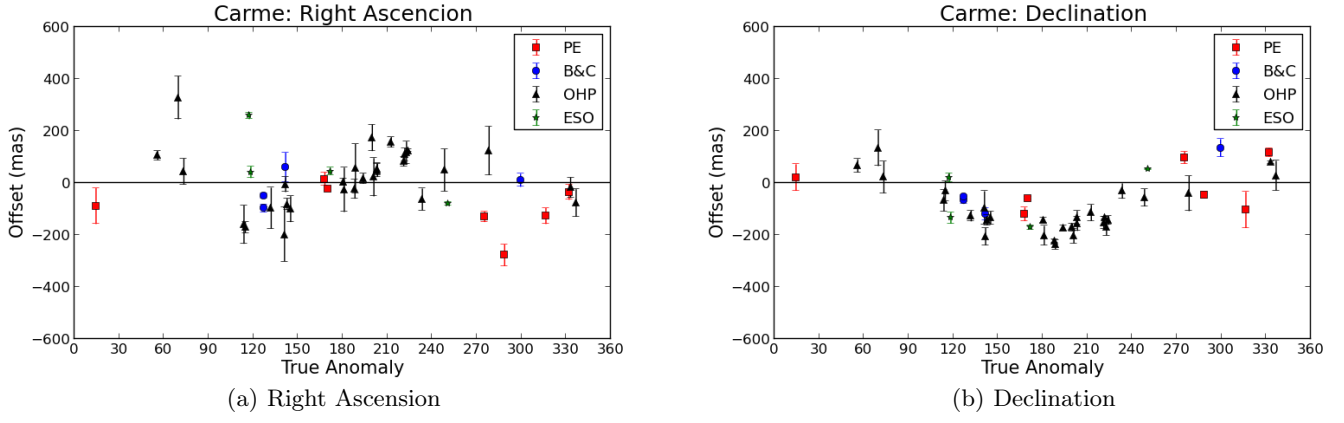 Carme: Right Ascencion
600
400
200
0
−200
−400
−600
Offset (mas)
PE
B&C
OHP
ESO
0 30 60 90 120 150 180 210 240 270 300 330 360
True Anomaly
(a) Right Ascension
Carme: Declination
600
400
200
0
−200
−400
−600
Offset (mas)
PE
B&C
OHP
ESO
0 30 60 90 120 150 180 210 240 270 300 330 360
True Anomaly
(b) Declination